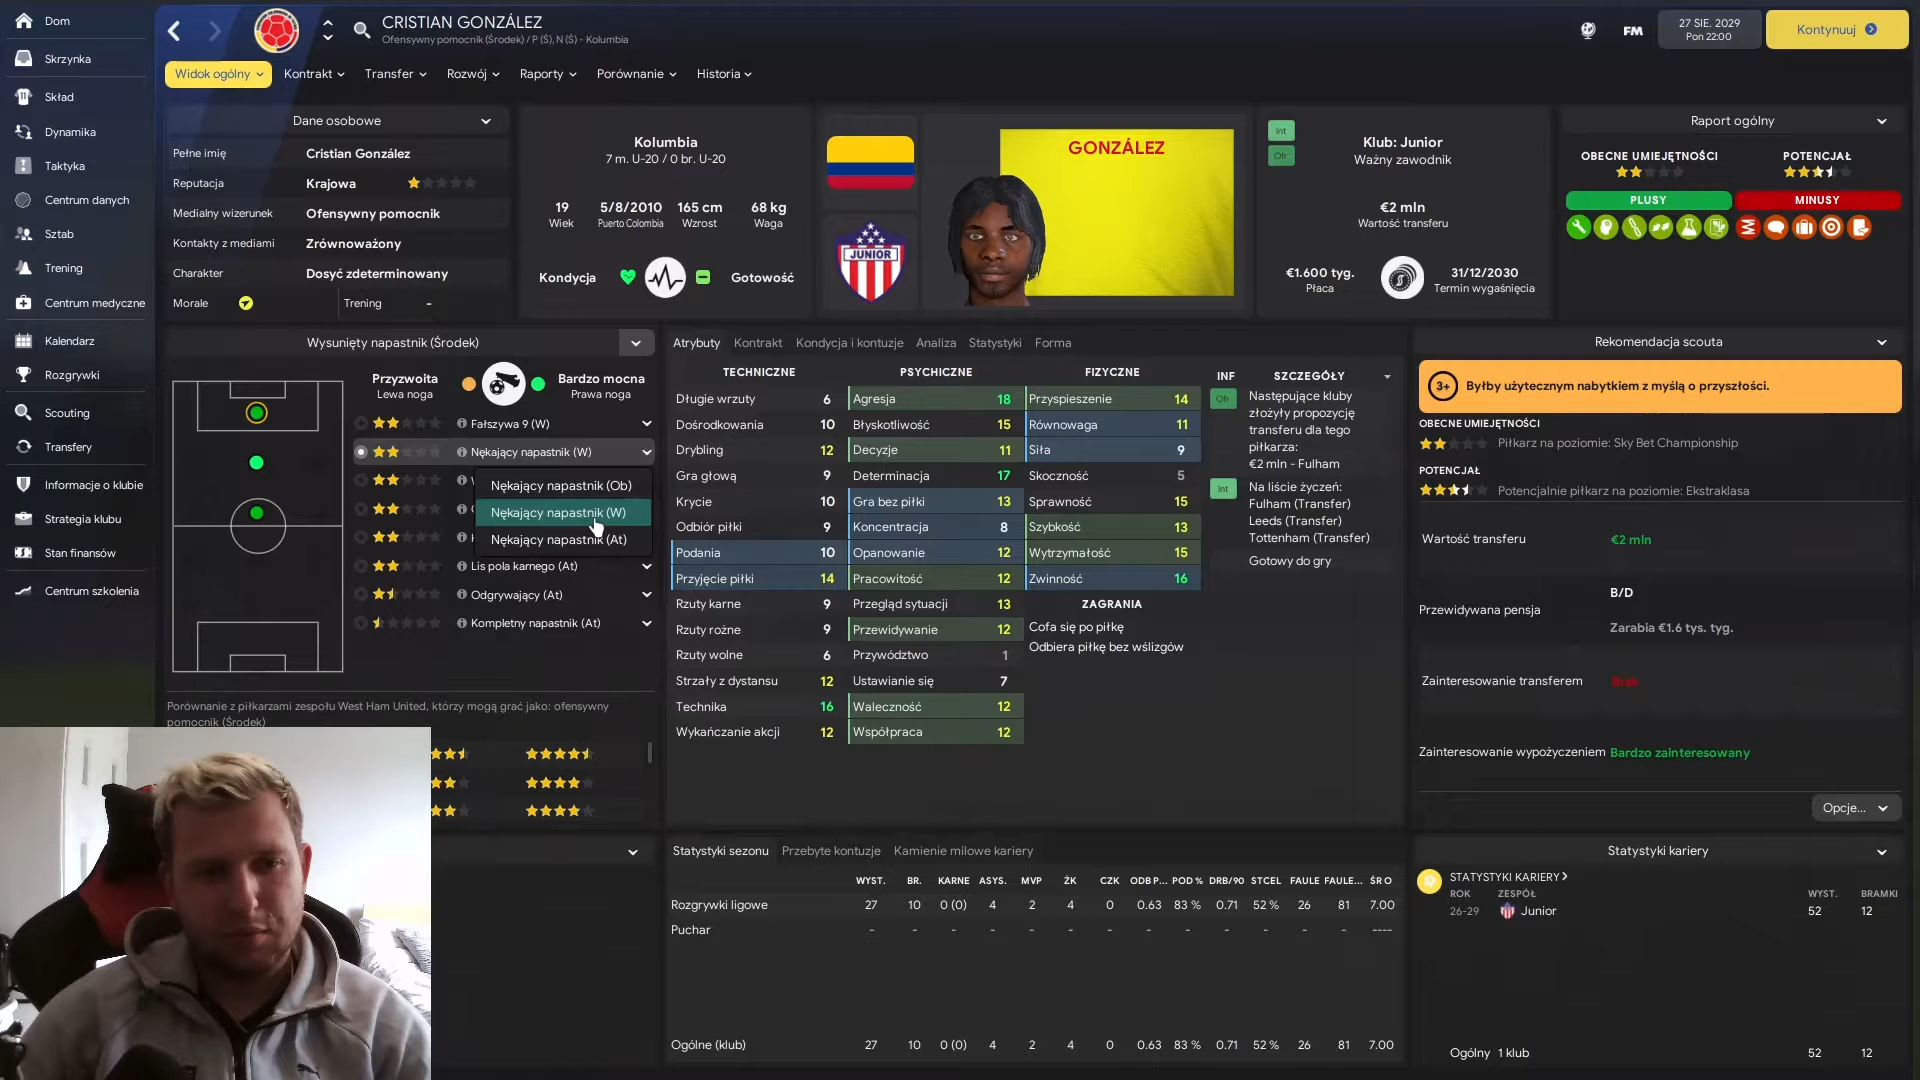 Dom
Skrzynka
Skład
Dynamika
Taktyka
Centrum danych
Sztab
Trening
Centrum medyczne
Kalendarz
Rozgrywki
Scouting
Transfery
Informacje o klubie
Strategia klubu
Stan finansów
Centrum szkolenia
CRISTIAN GONZÁLEZ
Ofensywny pomocnik (Środek) / P (Ś), N (Ś) - Kolumbia
FM
27 SIE. 2029
Pon 22:00
Kontynuuj
Widok ogólny
Kontrakt
Transfer
Rozwój
Raporty
Porównanie
Historia
Dane osobowe
Pełne imię Cristian González
Reputacja Krajowa
Medialny wizerunek Ofensywny pomocnik
Kontakty z mediami Zrównoważony
Charakter Dosyć zdeterminowany
Morale
Trening -
Kolumbia
7 m. U-20 / 0 br. U-20
19 5/8/2010 165 cm 68 kg
Wiek Puerto Colombia Wzrost Waga
Kondycja
Gotowość
JUNIOR
GONZÁLEZ
Int
Ofr
Klub: Junior
Ważny zawodnik
€2 mln
Wartość transferu
€1.600 tyg.
Płaca
31/12/2030
Termin wygaśnięcia
Raport ogólny
OBECNE UMIEJĘTNOŚCI
POTENCJAŁ
PLUSY
MINUSY
Wysunięty napastnik (Środek)
Przyzwoita
Lewa noga
Bardzo mocna
Prawa noga
Fałszywa 9 (W)
Nękający napastnik (W)
Nękający napastnik (Ob)
Nękający napastnik (W)
Nękający napastnik (At)
Lis pola karnego (At)
Odgrywający (At)
Kompletny napastnik (At)
Porównanie z piłkarzami zespołu West Ham United, którzy mogą grać jako: ofensywny
pomocnik (Środek)
Atrybuty
Kontrakt
Kondycja i kontuzje
Analiza
Statystyki
Forma
TECHNICZNE
Długie wrzuty 6
Dośrodkowania 10
Drybling 12
Gra głową 9
Krycie 10
Odbiór piłki 9
Podania 10
Przyjęcie piłki 14
Rzuty karne 9
Rzuty rożne 9
Rzuty wolne 6
Strzały z dystansu 12
Technika 16
Wykańczanie akcji 12
PSYCHICZNE
Agresja 18
Błyskotliwość 15
Decyzje 11
Determinacja 17
Gra bez piłki 13
Koncentracja 8
Opanowanie 12
Pracowitość 12
Przegląd sytuacji 13
Przewidywanie 12
Przywództwo 1
Ustawianie się 7
Waleczność 12
Współpraca 12
FIZYCZNE
Przyspieszenie 14
Równowaga 11
Siła 9
Skoczność 5
Sprawność 15
Szybkość 13
Wytrzymałość 15
Zwinność 16
ZAGRANIA
Cofa się po piłkę
Odbiera piłkę bez wślizgów
INF
SZCZEGÓŁY
Ofr
Następujące kluby
złożyły propozycję
transferu dla tego
piłkarza:
€2 mln - Fulham
Int
Na liście życzeń:
Fulham (Transfer)
Leeds (Transfer)
Tottenham (Transfer)
Gotowy do gry
Rekomendacja scouta
3+
Byłby użytecznym nabytkiem z myślą o przyszłości.
OBECNE UMIEJĘTNOŚCI
Piłkarz na poziomie: Sky Bet Championship
POTENCJAŁ
Potencjalnie piłkarz na poziomie: Ekstraklasa
Wartość transferu €2 mln
Przewidywana pensja
B/D
Zarabia €1.6 tys. tyg.
Zainteresowanie transferem Brak
Zainteresowanie wypożyczeniem Bardzo zainteresowany
Opcje...
Statystyki sezonu
Przebyte kontuzje
Kamienie milowe kariery
WYST. BR. KARNE ASYS. MVP ŻK CZK ODB P... POD % DRB/90 STCEL FAULE FAULE... ŚR O
Rozgrywki ligowe 27 10 0 (0) 4 2 4 0 0.63 83 % 0.71 52 % 26 81 7.00
Puchar - - - - - - - - - - - - - ----
Ogólne (klub) 27 10 0 (0) 4 2 4 0 0.63 83 % 0.71 52 % 26 81 7.00
Statystyki kariery
STATYSTYKI KARIERY
ROK ZESPÓŁ WYST. BRAMKI
26-29 Junior 52 12
Ogólny 1 klub 52 12